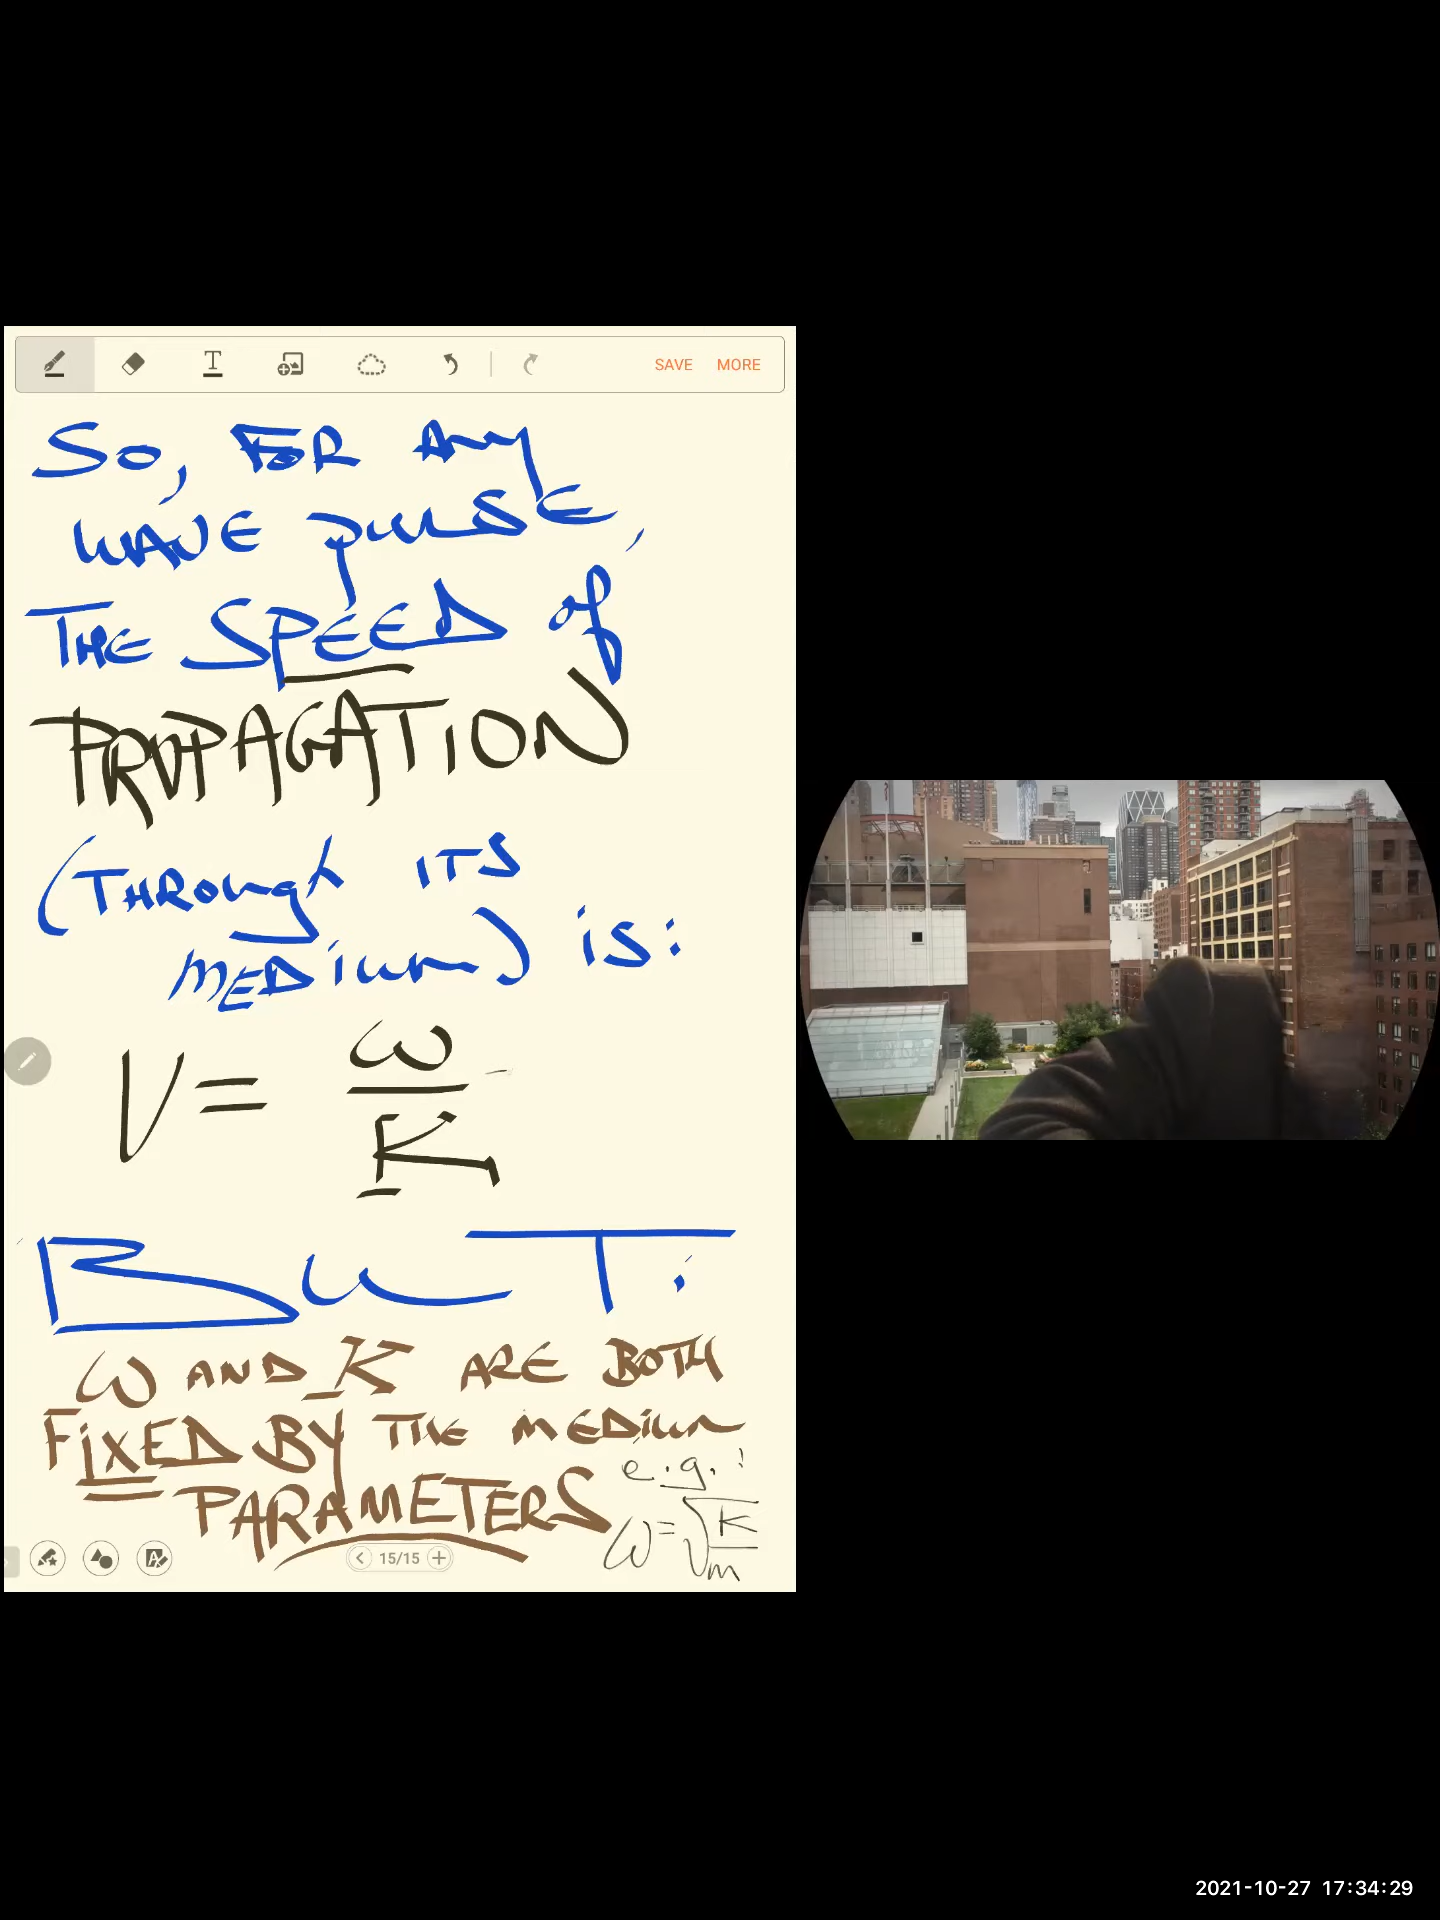 SAVE MORE
So, FOR Any
WAVE pulse,
THE SPEED of
PROPAGATION
(THROugh ITS
MEDium) is:
V = ω
K
BuT:
ω AND K ARE BOTH
FixED By THE MEDium
PARAMETERS
e.g.:
ω = √K
m
15/15
2021-10-27 17:34:29